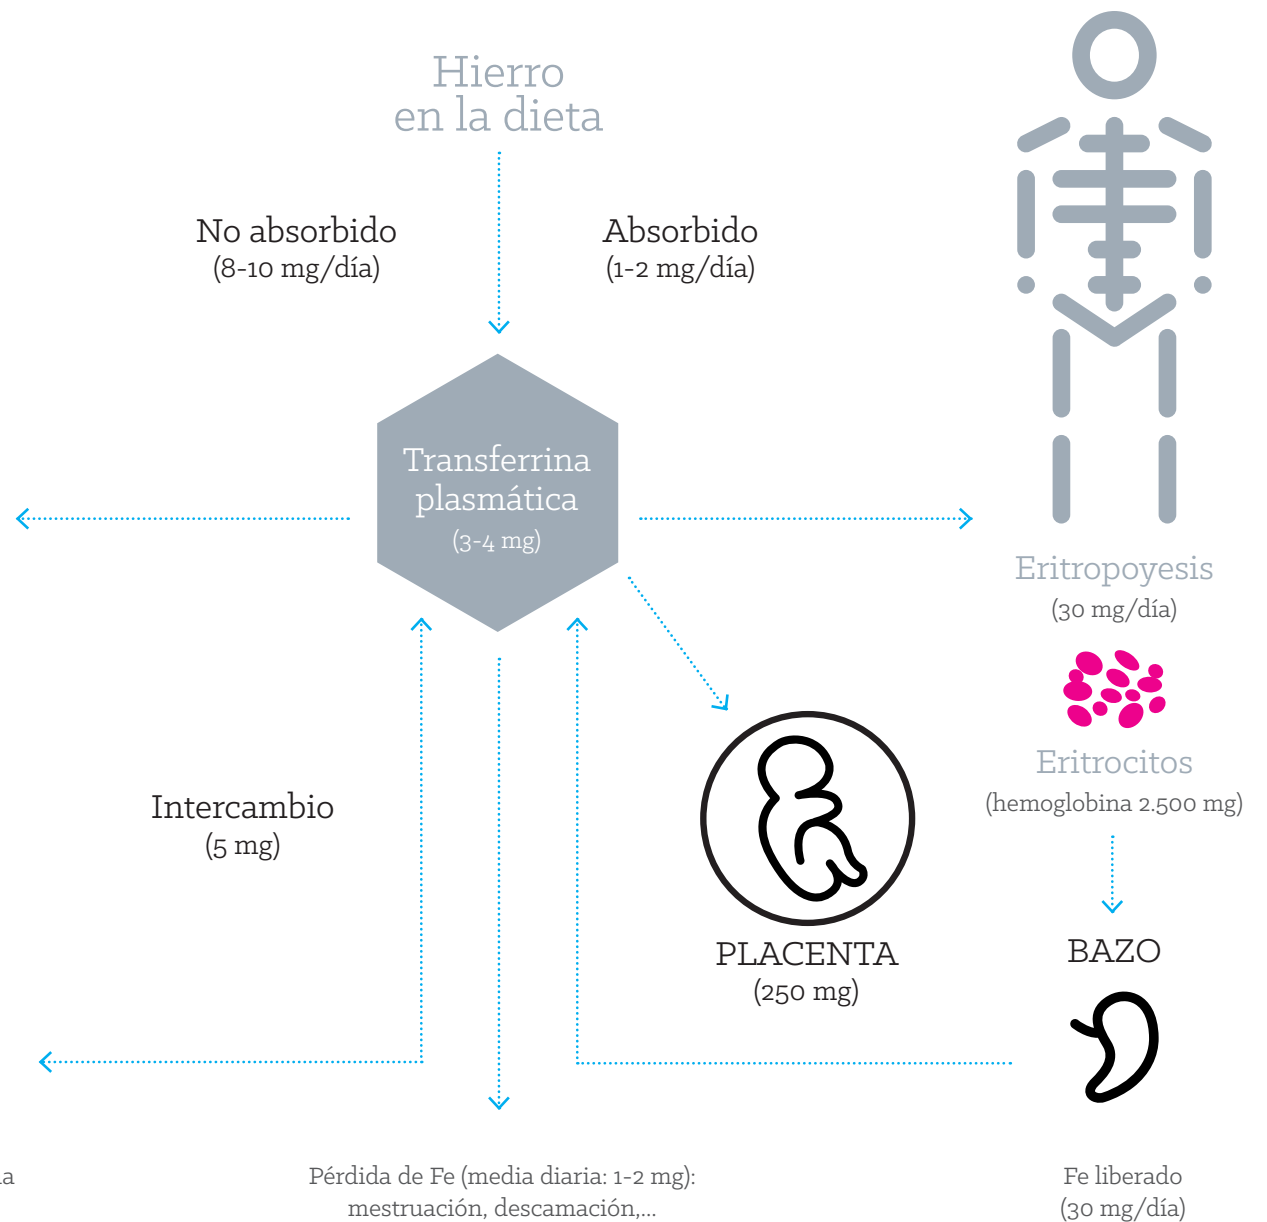 Hierro
en la dieta
No absorbido
(8-10 mg/día)
Absorbido
(1-2 mg/día)
Transferrina
plasmática
(3-4 mg)
Eritropoyesis
(30 mg/día)
Eritrocitos
(hemoglobina 2.500 mg)
Intercambio
(5 mg)
PLACENTA
(250 mg)
BAZO
Pérdida de Fe (media diaria: 1-2 mg):
mestruación, descamación,...
Fe liberado
(30 mg/día)